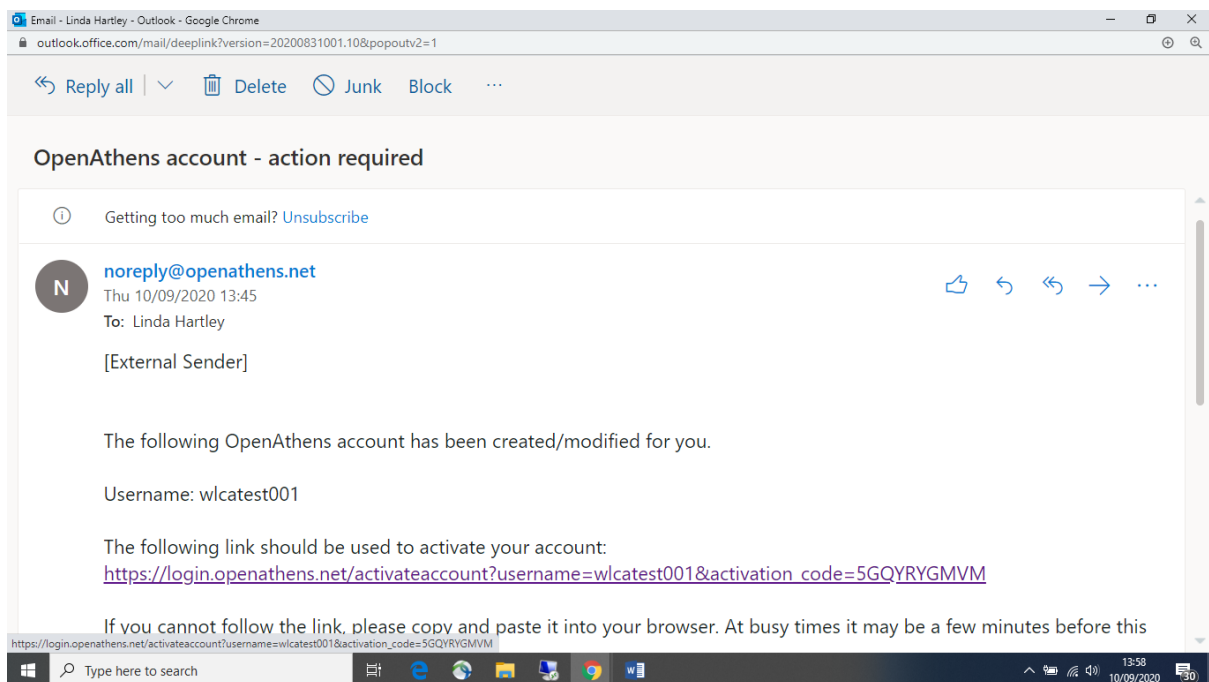 Email - Linda Hartley - Outlook - Google Chrome
outlook.office.com/mail/deeplink?version=20200831001.10&popoutv2=1
Reply all Delete Junk Block ...
OpenAthens account - action required
Getting too much email? Unsubscribe
N
noreply@openathens.net
Thu 10/09/2020 13:45
To: Linda Hartley
[External Sender]
The following OpenAthens account has been created/modified for you.
Username: wlcatest001
The following link should be used to activate your account:
https://login.openathens.net/activateaccount?username=wlcatest001&activation_code=5GQYRYGMVM
If you cannot follow the link, please copy and paste it into your browser. At busy times it may be a few minutes before this
https://login.openathens.net/activateaccount?username=wlcatest001&activation_code=5GQYRYGMVM
Type here to search
13:58
10/09/2020
30